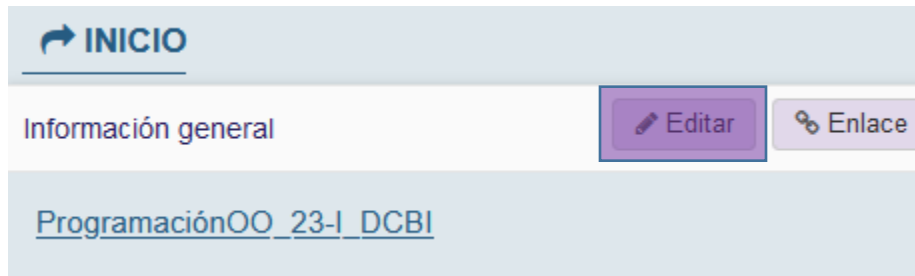 INICIO
Información general Editar Enlace
ProgramaciónOO_23-I_DCBI